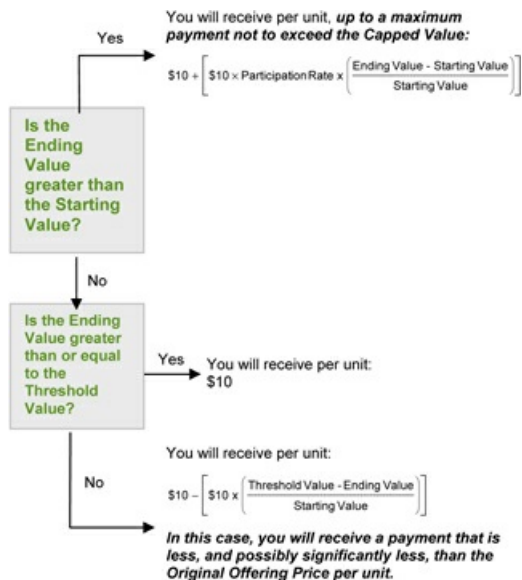 You will receive per unit, up to a maximum
payment not to exceed the Capped Value:
Yes
$10 + [ $10 × Participation Rate x ( Ending Value - Starting Value / Starting Value ) ]
Is the
Ending
Value
greater than
the Starting
Value?
No
Is the Ending
Value greater
than or equal
to the
Threshold
Value?
Yes
You will receive per unit:
$10
You will receive per unit:
No
$10 – [ $10 x ( Threshold Value - Ending Value / Starting Value ) ]
In this case, you will receive a payment that is
less, and possibly significantly less, than the
Original Offering Price per unit.